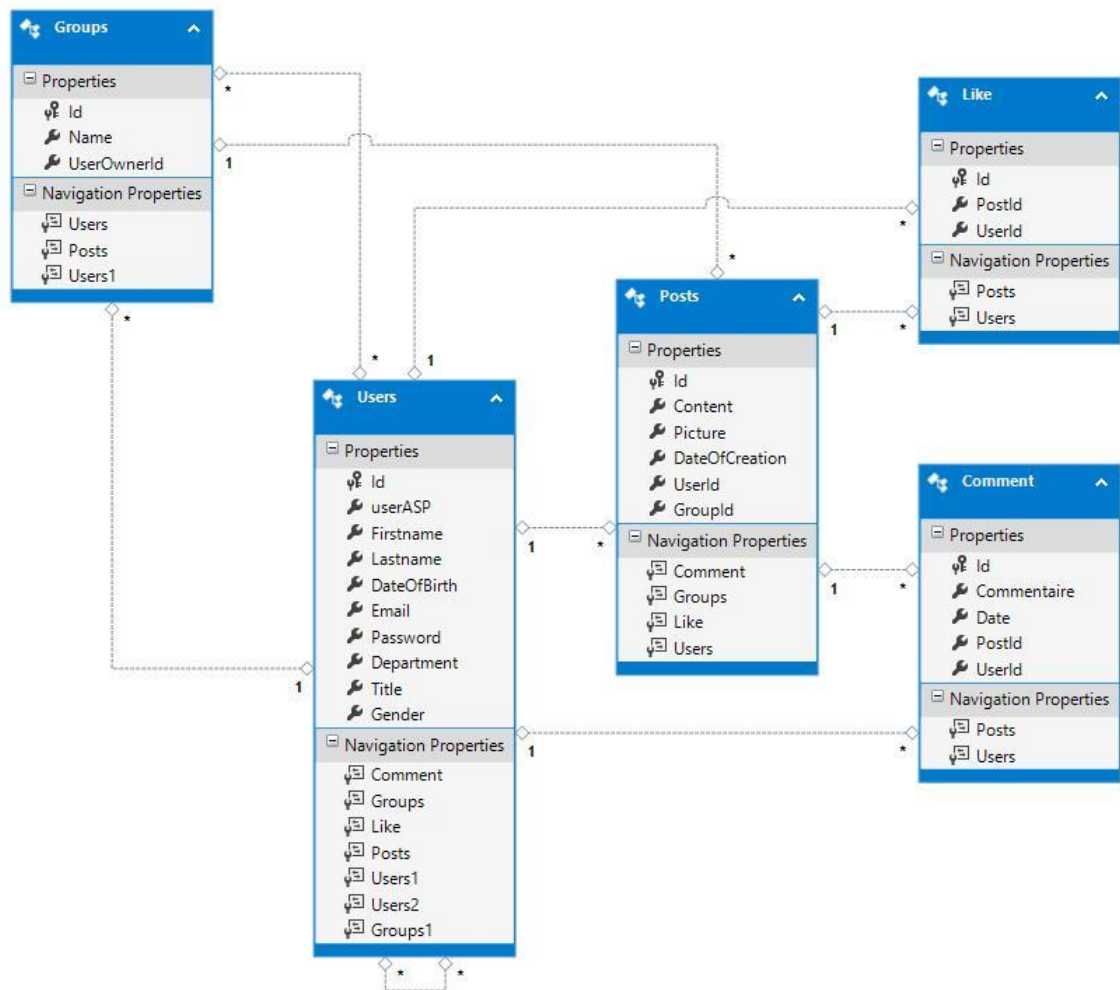 Groups
Properties
Id
Name
UserOwnerId
Navigation Properties
Users
Posts
Users1
*
1
*
*
1
*
*
1
Like
Properties
Id
PostId
UserId
Navigation Properties
Posts
Users
*
*
1
Posts
Properties
Id
Content
Picture
DateOfCreation
UserId
GroupId
Navigation Properties
Comment
Groups
Like
Users
1
*
1
*
Users
Properties
Id
userASP
Firstname
Lastname
DateOfBirth
Email
Password
Department
Title
Gender
Navigation Properties
Comment
Groups
Like
Posts
Users1
Users2
Groups1
1
*
*
*
Comment
Properties
Id
Commentaire
Date
PostId
UserId
Navigation Properties
Posts
Users